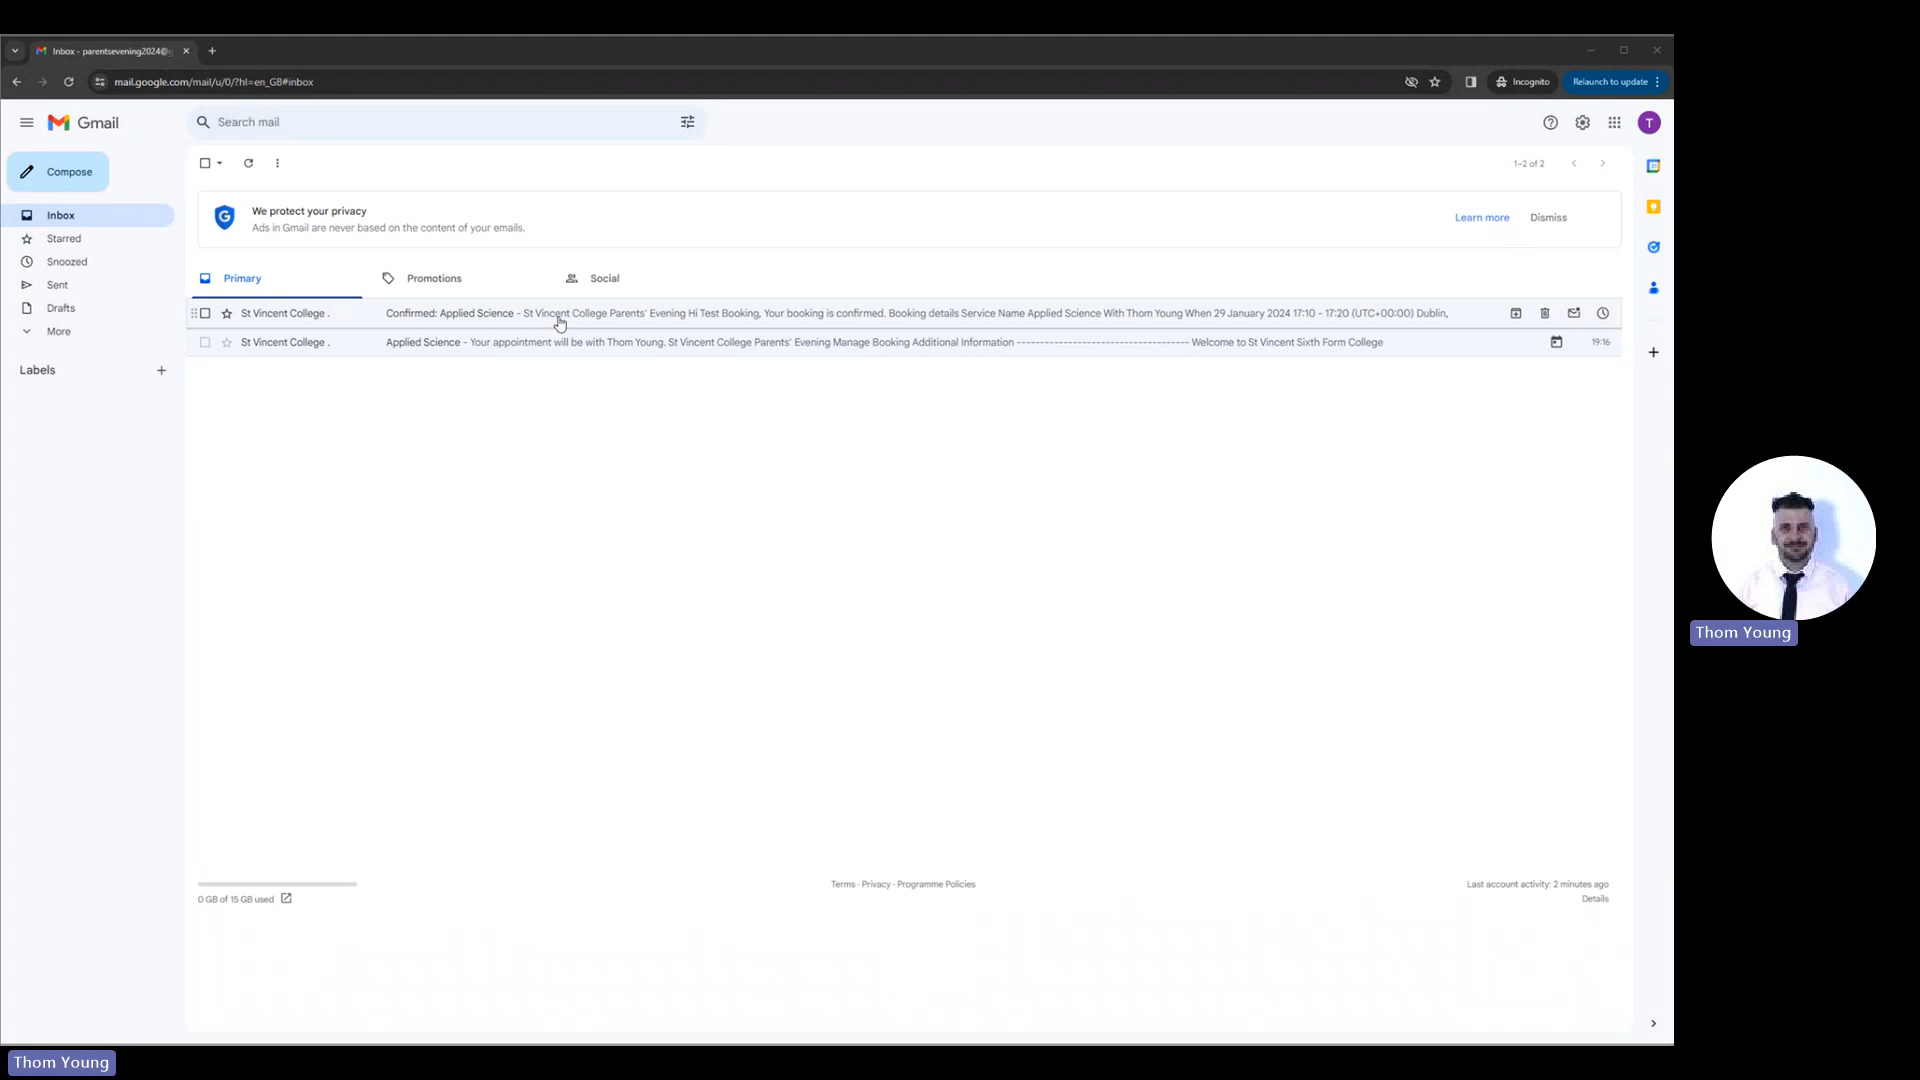 Inbox - parentsevening2024@g
mail.google.com/mail/u/0/?hl=en_GB#inbox
Incognito
Relaunch to update
Gmail
Search mail
T
Compose
1–2 of 2
Inbox
Starred
Snoozed
Sent
Drafts
More
Labels
We protect your privacy
Ads in Gmail are never based on the content of your emails.
Learn more
Dismiss
Primary
Promotions
Social
St Vincent College . Confirmed: Applied Science - St Vincent College Parents' Evening Hi Test Booking, Your booking is confirmed. Booking details Service Name Applied Science With Thom Young When 29 January 2024 17:10 - 17:20 (UTC+00:00) Dublin,
St Vincent College . Applied Science - Your appointment will be with Thom Young. St Vincent College Parents' Evening Manage Booking Additional Information ------------------------------------ Welcome to St Vincent Sixth Form College 19:16
Thom Young
0 GB of 15 GB used
Terms · Privacy · Programme Policies
Last account activity: 2 minutes ago
Details
Thom Young